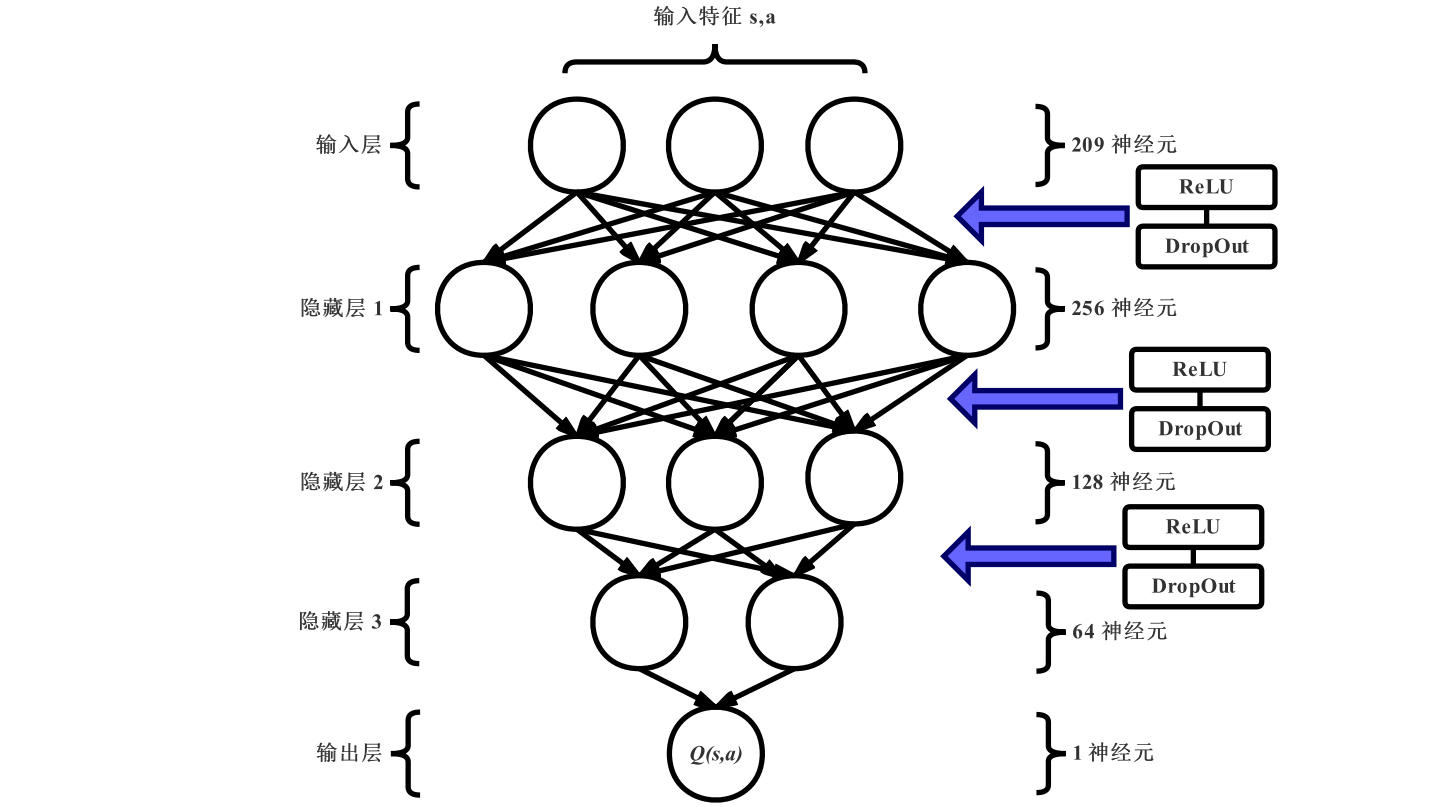 输入特征 s,a
输入层
209 神经元
ReLU
DropOut
隐藏层 1
256 神经元
ReLU
DropOut
隐藏层 2
128 神经元
ReLU
DropOut
隐藏层 3
64 神经元
输出层
Q(s,a)
1 神经元